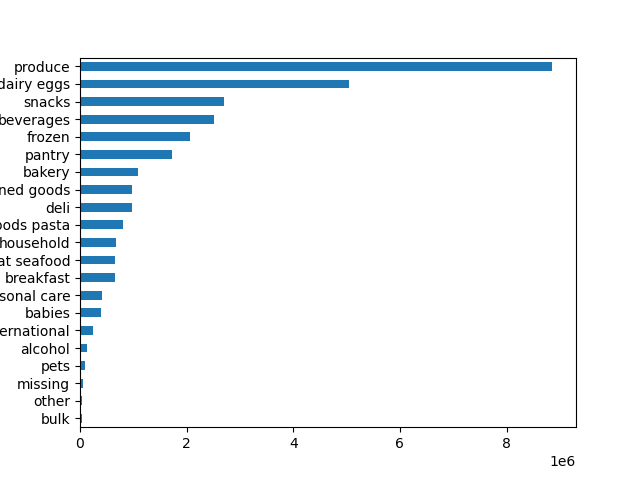 produce
dairy eggs
snacks
beverages
frozen
pantry
bakery
ned goods
deli
ods pasta
household
at seafood
breakfast
sonal care
babies
ernational
alcohol
pets
missing
other
bulk
0 2 4 6 8
1e6